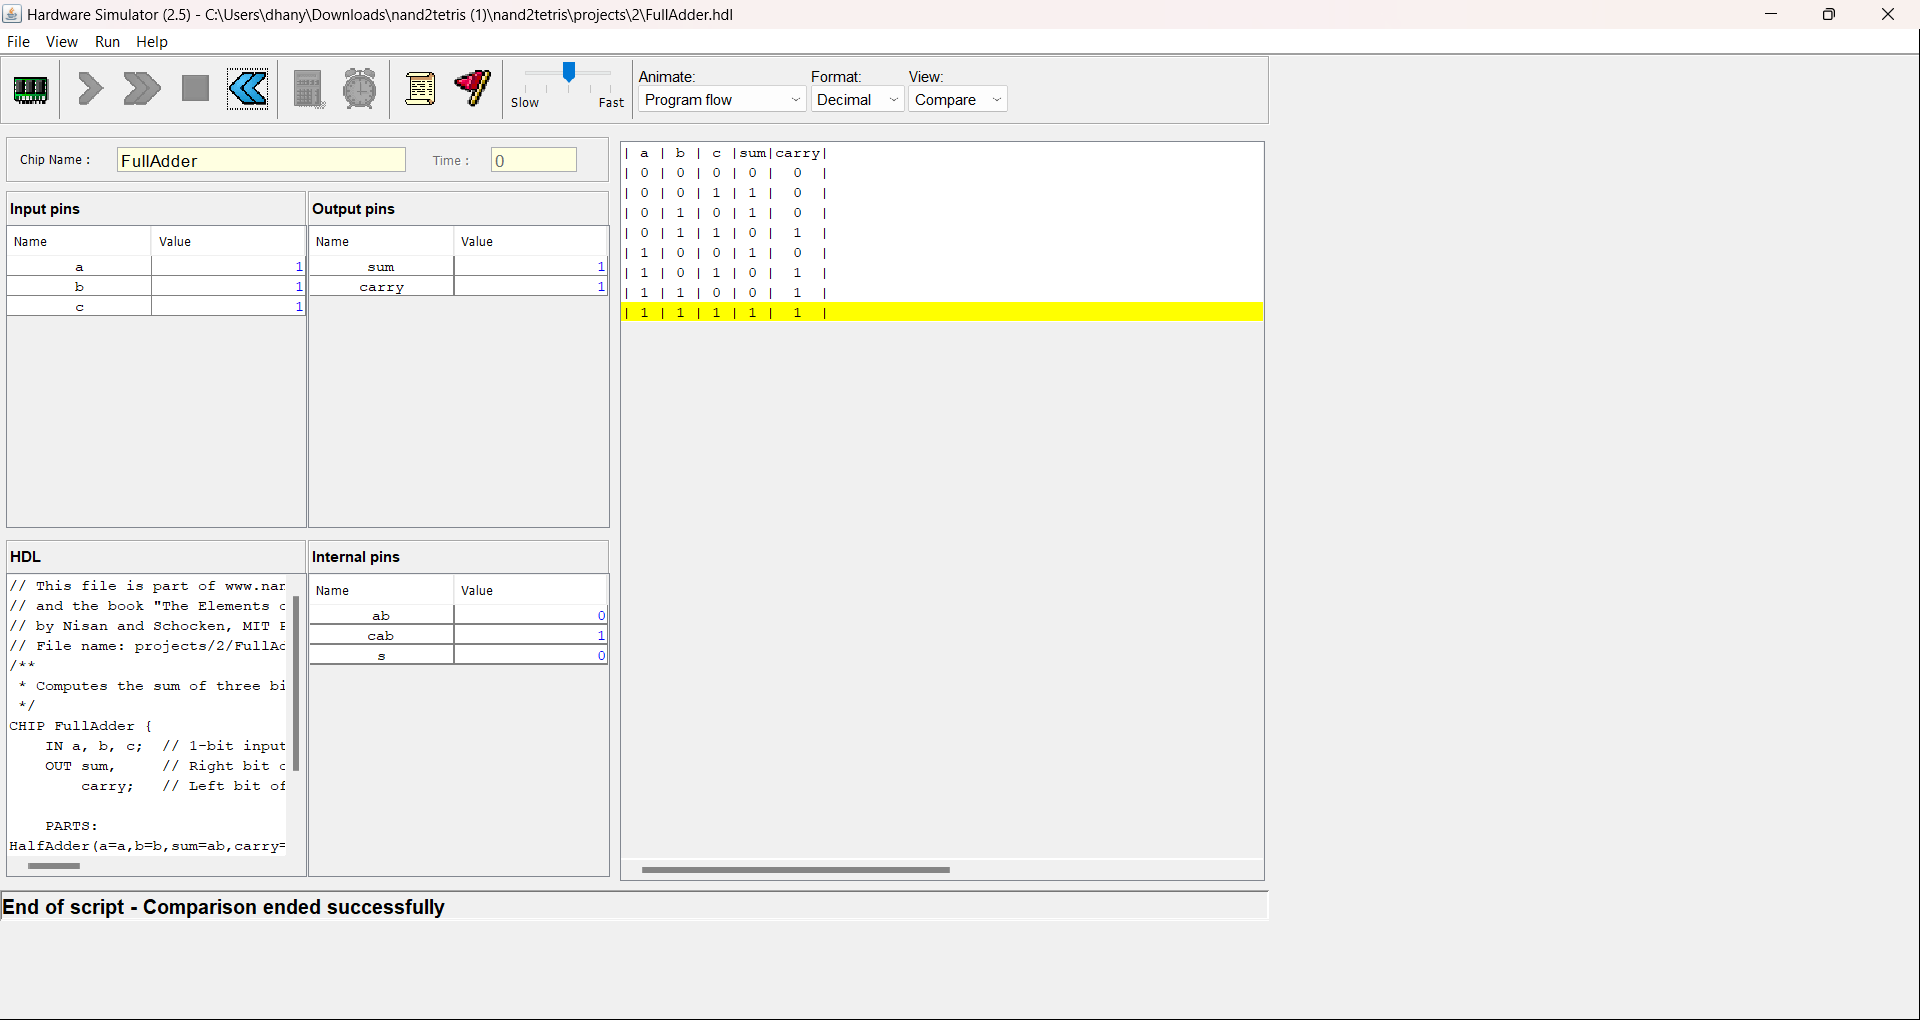 Hardware Simulator (2.5) - C:\Users\dhany\Downloads\nand2tetris (1)\nand2tetris\projects\2\FullAdder.hdl
File View Run Help
Slow Fast
Animate: Format: View:
Program flow Decimal Compare
Chip Name : FullAdder Time : 0
Input pins
Name Value
a 1
b 1
c 1
Output pins
Name Value
sum 1
carry 1
| a | b | c |sum|carry|
| 0 | 0 | 0 | 0 | 0 |
| 0 | 0 | 1 | 1 | 0 |
| 0 | 1 | 0 | 1 | 0 |
| 0 | 1 | 1 | 0 | 1 |
| 1 | 0 | 0 | 1 | 0 |
| 1 | 0 | 1 | 0 | 1 |
| 1 | 1 | 0 | 0 | 1 |
| 1 | 1 | 1 | 1 | 1 |
HDL
// This file is part of www.nan
// and the book "The Elements o
// by Nisan and Schocken, MIT P
// File name: projects/2/FullAd
/**
* Computes the sum of three bi
*/
CHIP FullAdder {
IN a, b, c; // 1-bit input
OUT sum, // Right bit o
carry; // Left bit of
PARTS:
HalfAdder(a=a,b=b,sum=ab,carry=
Internal pins
Name Value
ab 0
cab 1
s 0
End of script - Comparison ended successfully